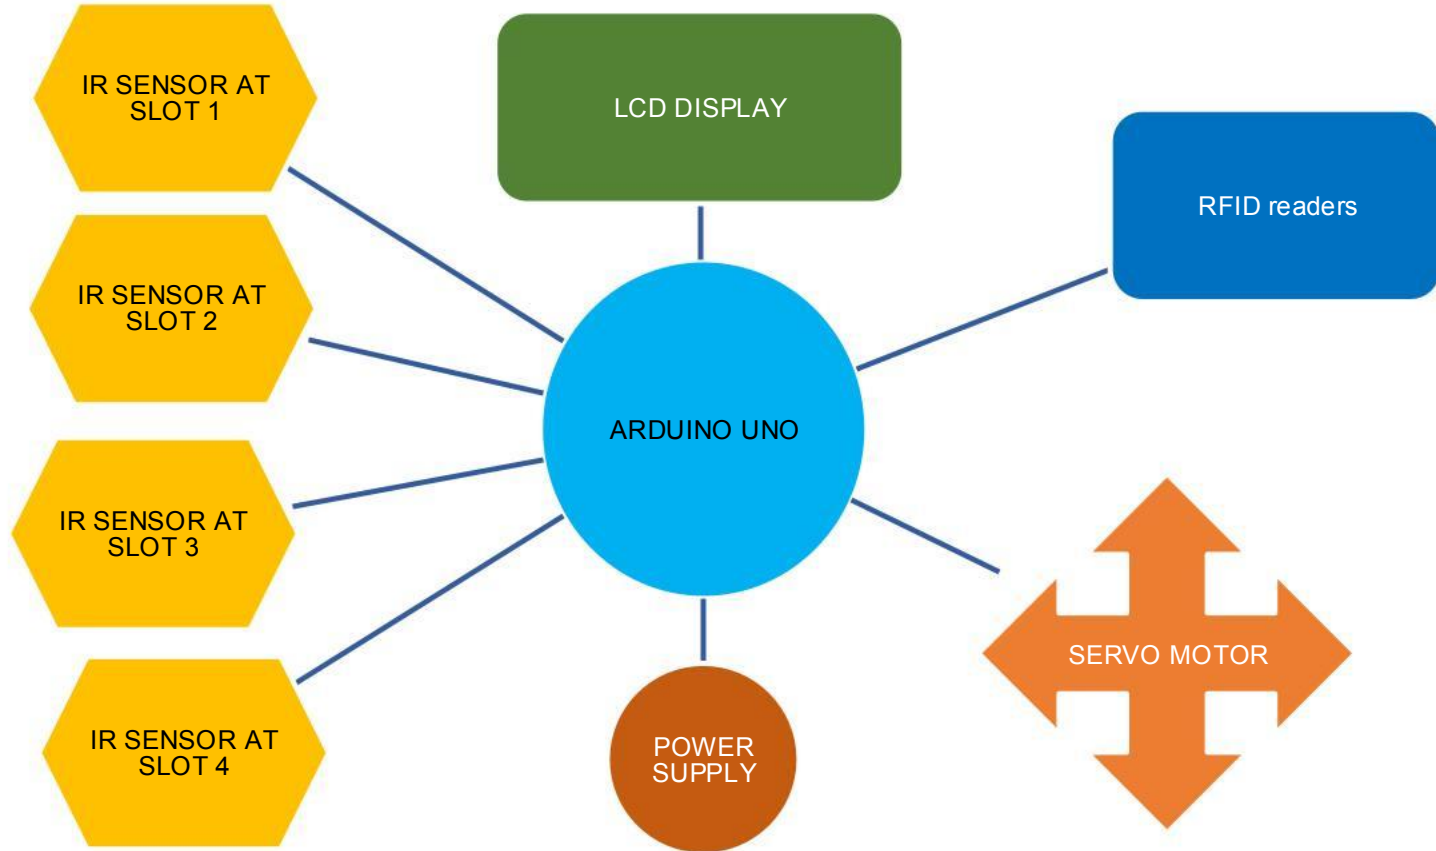 IR SENSOR AT
SLOT 1
LCD DISPLAY
RFID readers
IR SENSOR AT
SLOT 2
ARDUINO UNO
IR SENSOR AT
SLOT 3
SERVO MOTOR
IR SENSOR AT
SLOT 4
POWER
SUPPLY